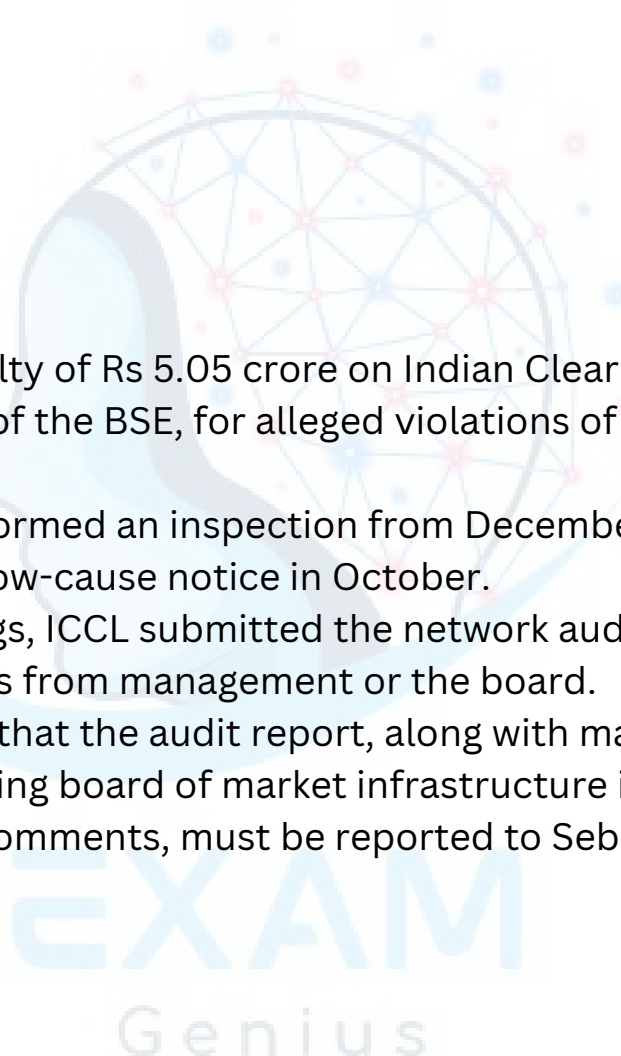 lty of Rs 5.05 crore on Indian Clear
of the BSE, for alleged violations of
ormed an inspection from Decembe
ow-cause notice in October.
gs, ICCL submitted the network aud
s from management or the board.
that the audit report, along with ma
ing board of market infrastructure i
omments, must be reported to Seb
EXAM
Genius